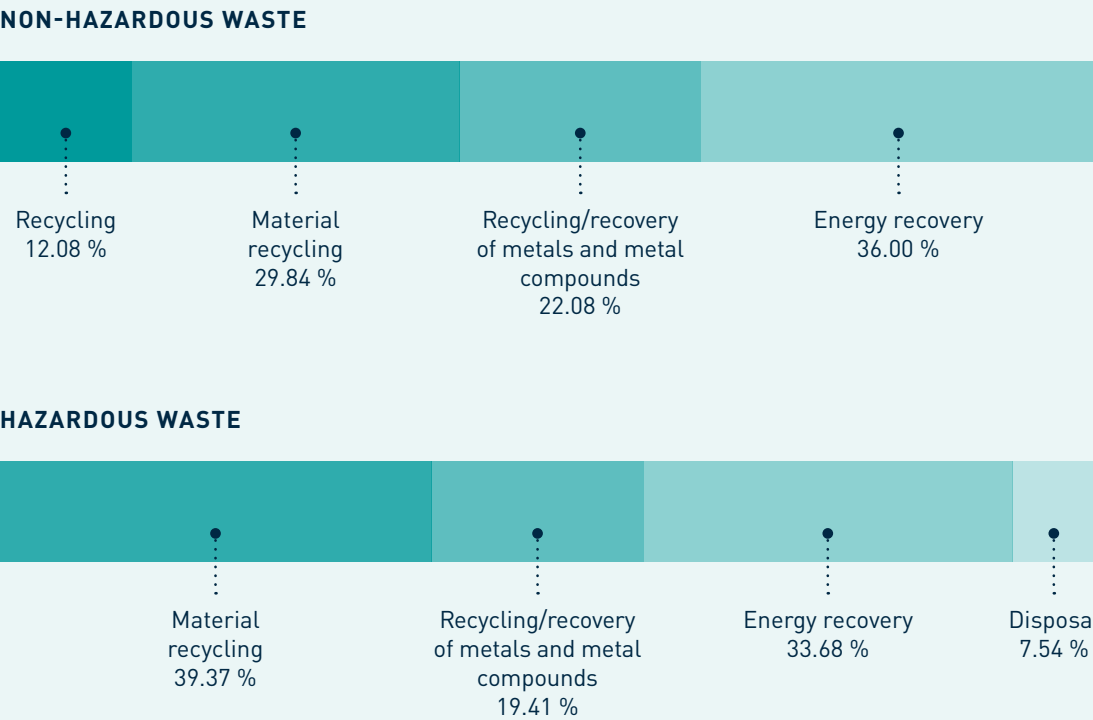 NON-HAZARDOUS WASTE
Recycling
12.08 %
Material
recycling
29.84 %
Recycling/recovery
of metals and metal
compounds
22.08 %
Energy recovery
36.00 %
HAZARDOUS WASTE
Material
recycling
39.37 %
Recycling/recovery
of metals and metal
compounds
19.41 %
Energy recovery
33.68 %
Disposa
7.54 %